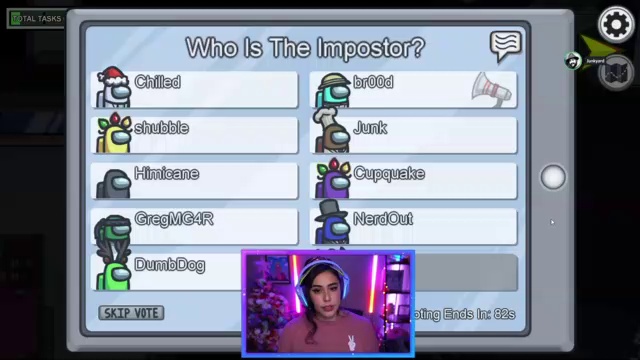 TOTAL TASKS
Who Is The Impostor?
Chilled
br00d
Junkyard
shubble
Junk
Himicane
Cupquake
GregMG4R
NerdOut
DumbDog
SKIP VOTE
oting Ends In: 82s